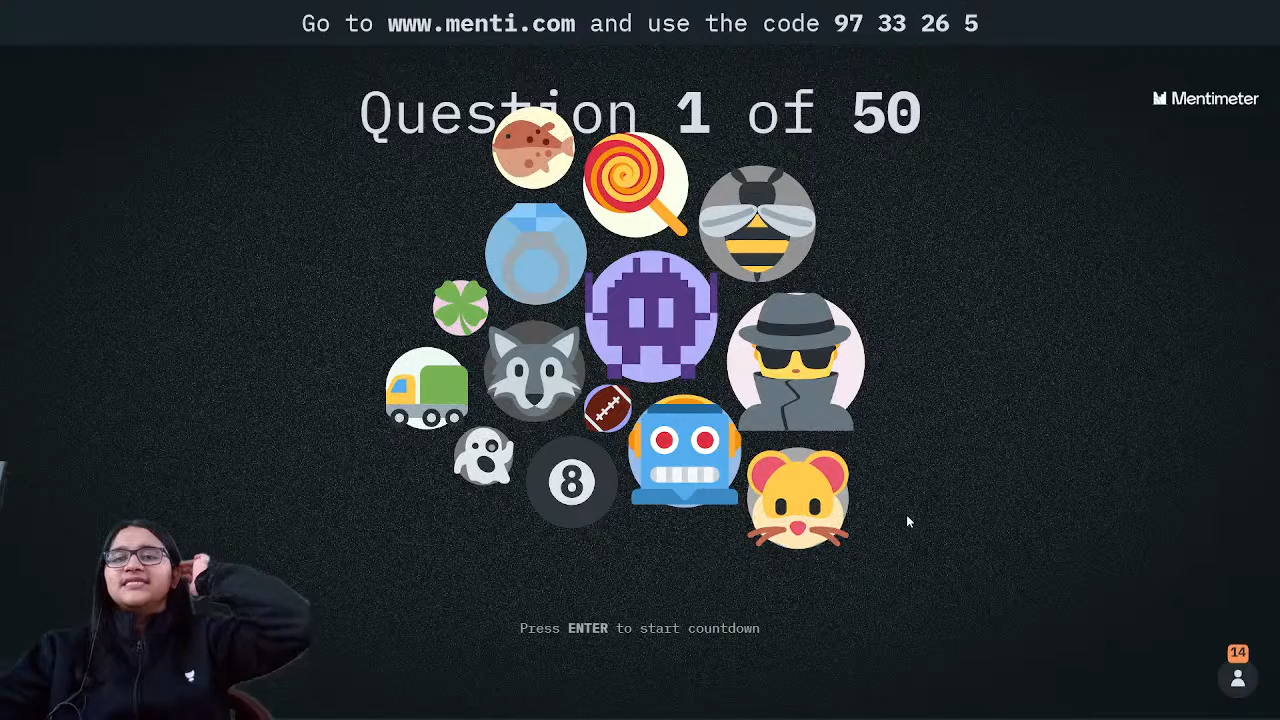 Go to www.menti.com and use the code 97 33 26 5
Question 1 of 50
Mentimeter
8
Press ENTER to start countdown
14